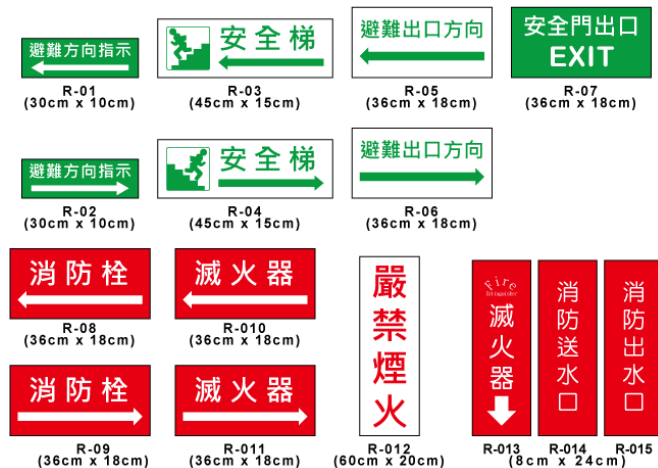 避難方向指示
R-01
(30cm x 10cm)
安全梯
R-03
(45cm x 15cm)
避難出口方向
R-05
(36cm x 18cm)
安全門出口
EXIT
R-07
(36cm x 18cm)
避難方向指示
R-02
(30cm x 10cm)
安全梯
R-04
(45cm x 15cm)
避難出口方向
R-06
(36cm x 18cm)
消防栓
R-08
(36cm x 18cm)
滅火器
R-010
(36cm x 18cm)
消防栓
R-09
(36cm x 18cm)
滅火器
R-011
(36cm x 18cm)
嚴禁煙火
R-012
(60cm x 20cm)
fire
Extinguisher
滅火器
R-013
消防送水口
R-014
消防出水口
R-015
(8cm x 24cm)